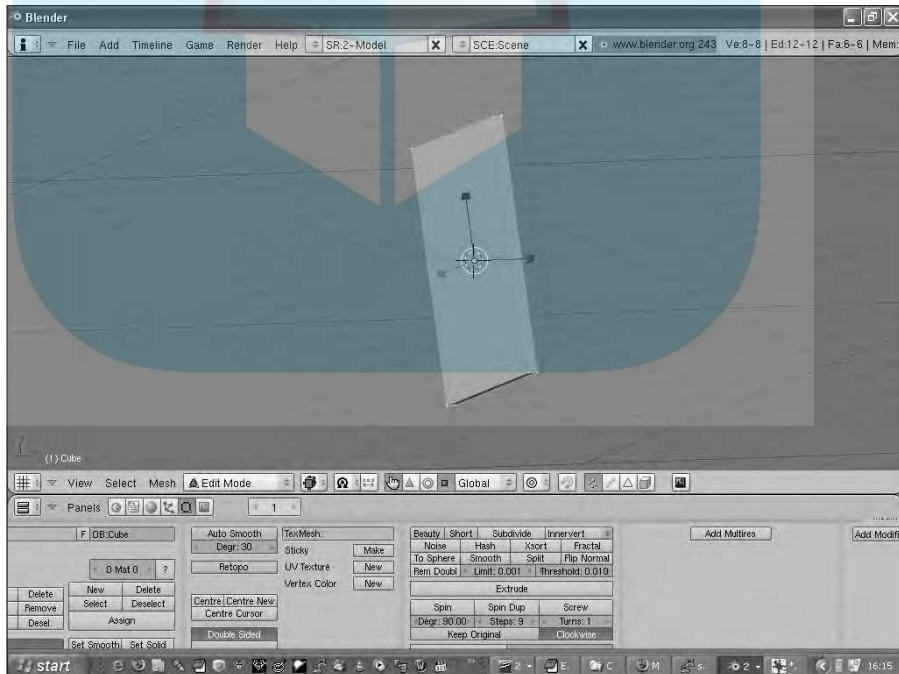 Blender
File Add Timeline Game Render Help SR:2-Model X SCE:Scene X www.blender.org 243 Ve:8-8 | Ed:12-12 | Fa:6-6 | Mem:
(1) Cube
View Select Mesh Edit Mode Global
Panels 1
F OB:Cube
0 Mat 0 ?
New Delete
Delete Select Deselect
Remove Assign
Desel.
Set Smooth Set Solid
Auto Smooth
Degr: 30
Retopo
Centre Centre New
Centre Cursor
Double Sided
TexMesh:
Sticky Make
UV Texture New
Vertex Color New
Beauty Short Subdivide Innervert
Noise Hash Xsort Fractal
To Sphere Smooth Split Flip Normal
Rem Doubl Limit: 0.001 Threshold: 0.010
Extrude
Spin Spin Dup Screw
Degr: 90.00 Steps: 9 Turns: 1
Keep Original Clockwise
Add Multires
Add Modifi
start 2 E. C M s. 2 16:15